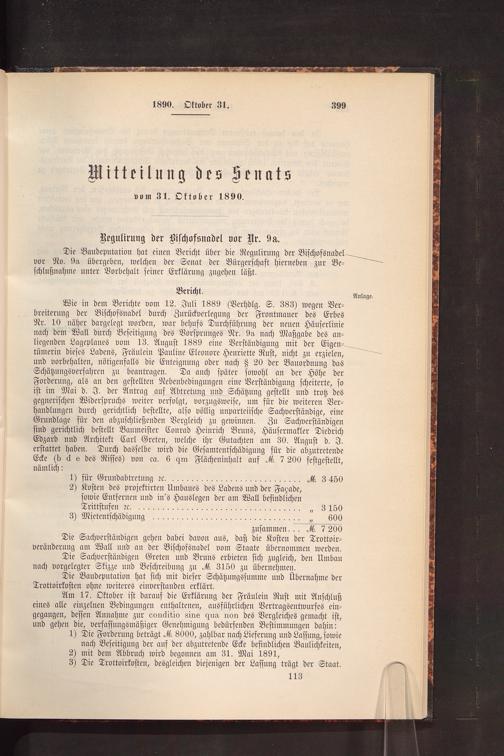 1890. Oktober 31.
399
Mitteilung des Senats
vom 31. Oktober 1890.
Regulirung der Bischofsnadel vor Nr. 9a.
Die Baudeputation hat einen Bericht über die Regulirung der Bischofsnadel
vor No. 9a übergeben, welchen der Senat der Bürgerschaft hierneben zur Be-
schlußnahme unter Vorbehalt seiner Erklärung zugehen läßt.
Bericht.
Anlage.
Wie in dem Berichte vom 12. Juli 1889 (Verhdlg. S. 383) wegen Ver-
breiterung der Bischofsnadel durch Zurückverlegung der Frontmauer des Erbes
Nr. 10 näher dargelegt worden, war behufs Durchführung der neuen Häuserlinie
nach dem Wall durch Beseitigung des Vorsprunges Nr. 9a nach Maßgabe des an-
liegenden Lageplanes vom 13. August 1889 eine Verständigung mit der Eigen-
tümerin dieses Ladens, Fräulein Pauline Eleonore Henriette Rust, nicht zu erzielen,
und vorbehalten, nötigenfalls die Enteignung oder nach § 20 der Bauordnung das
Schätzungsverfahren zu beantragen. Da auch später sowohl an der Höhe der
Forderung, als an den gestellten Nebenbedingungen eine Verständigung scheiterte, so
ist im Mai d. J. der Antrag auf Abtretung und Schätzung gestellt und trotz des
gegnerischen Widerspruchs weiter verfolgt, vorzugsweise, um für die weiteren Ver-
handlungen durch gerichtlich bestellte, also völlig unparteiische Sachverständige, eine
Grundlage für den abzuschließenden Vergleich zu gewinnen. Zu Sachverständigen
sind gerichtlich bestellt Baumeister Conrad Heinrich Bruns, Häusermakler Diedrich
Edzard und Architekt Carl Greten, welche ihr Gutachten am 30. August d. J.
erstattet haben. Durch dasselbe wird die Gesamtentschädigung für die abzutretende
Ecke (b d e des Risses) von ca. 6 qm Flächeninhalt auf M. 7 200 festgestellt,
nämlich:
1) für Grundabtretung ⁊c. . . . . . . . . . . . . . . . . . . . . . M. 3 450
2) Kosten des projektirten Umbaues des Ladens und der Façade,
sowie Entfernen und in's Hauslegen der am Wall befindlichen
Trittstufen ⁊c. . . . . . . . . . . . . . . . . . . . . . . „ 3 150
3) Mietentschädigung . . . . . . . . . . . . . . . . . . . . . . „ 600
zusammen . . . M. 7 200
Die Sachverständigen gehen dabei davon aus, daß die Kosten der Trottoir-
veränderung am Wall und an der Bischofsnadel vom Staate übernommen werden.
Die Sachverständigen Greten und Bruns erbieten sich zugleich, den Umbau
nach vorgelegter Skizze und Beschreibung zu M. 3150 zu übernehmen.
Die Baudeputation hat sich mit dieser Schätzungssumme und Übernahme der
Trottoirkosten ohne weiteres einverstanden erklärt.
Am 17. Oktober ist darauf die Erklärung der Fräulein Rust mit Anschluß
eines alle einzelnen Bedingungen enthaltenen, ausführlichen Vertragsentwurfes ein-
gegangen, dessen Annahme zur conditio sine qua non des Vergleiches gemacht ist,
und gehen die, verfassungsmäßiger Genehmigung bedürfenden Bestimmungen dahin:
1) Die Forderung beträgt M. 8000, zahlbar nach Lieferung und Lassung, sowie
nach Beseitigung der auf der abzutretende Ecke befindlichen Baulichkeiten,
2) mit dem Abbruch wird begonnen am 31. Mai 1891,
3) Die Trottoirkosten, desgleichen diejenigen der Lassung trägt der Staat.
113